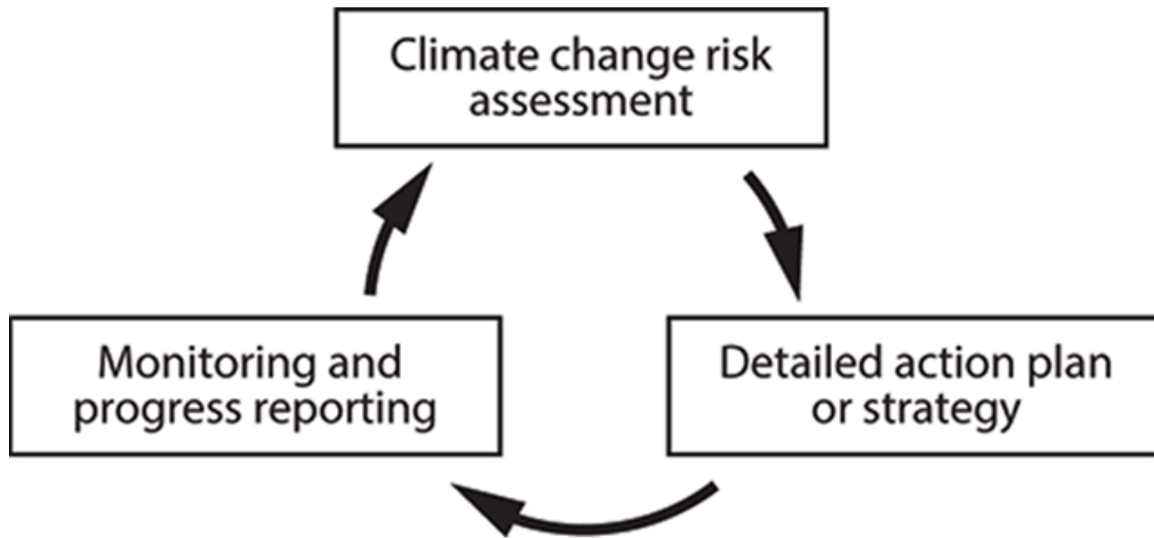 Climate change risk
assessment
Monitoring and
progress reporting
Detailed action plan
or strategy